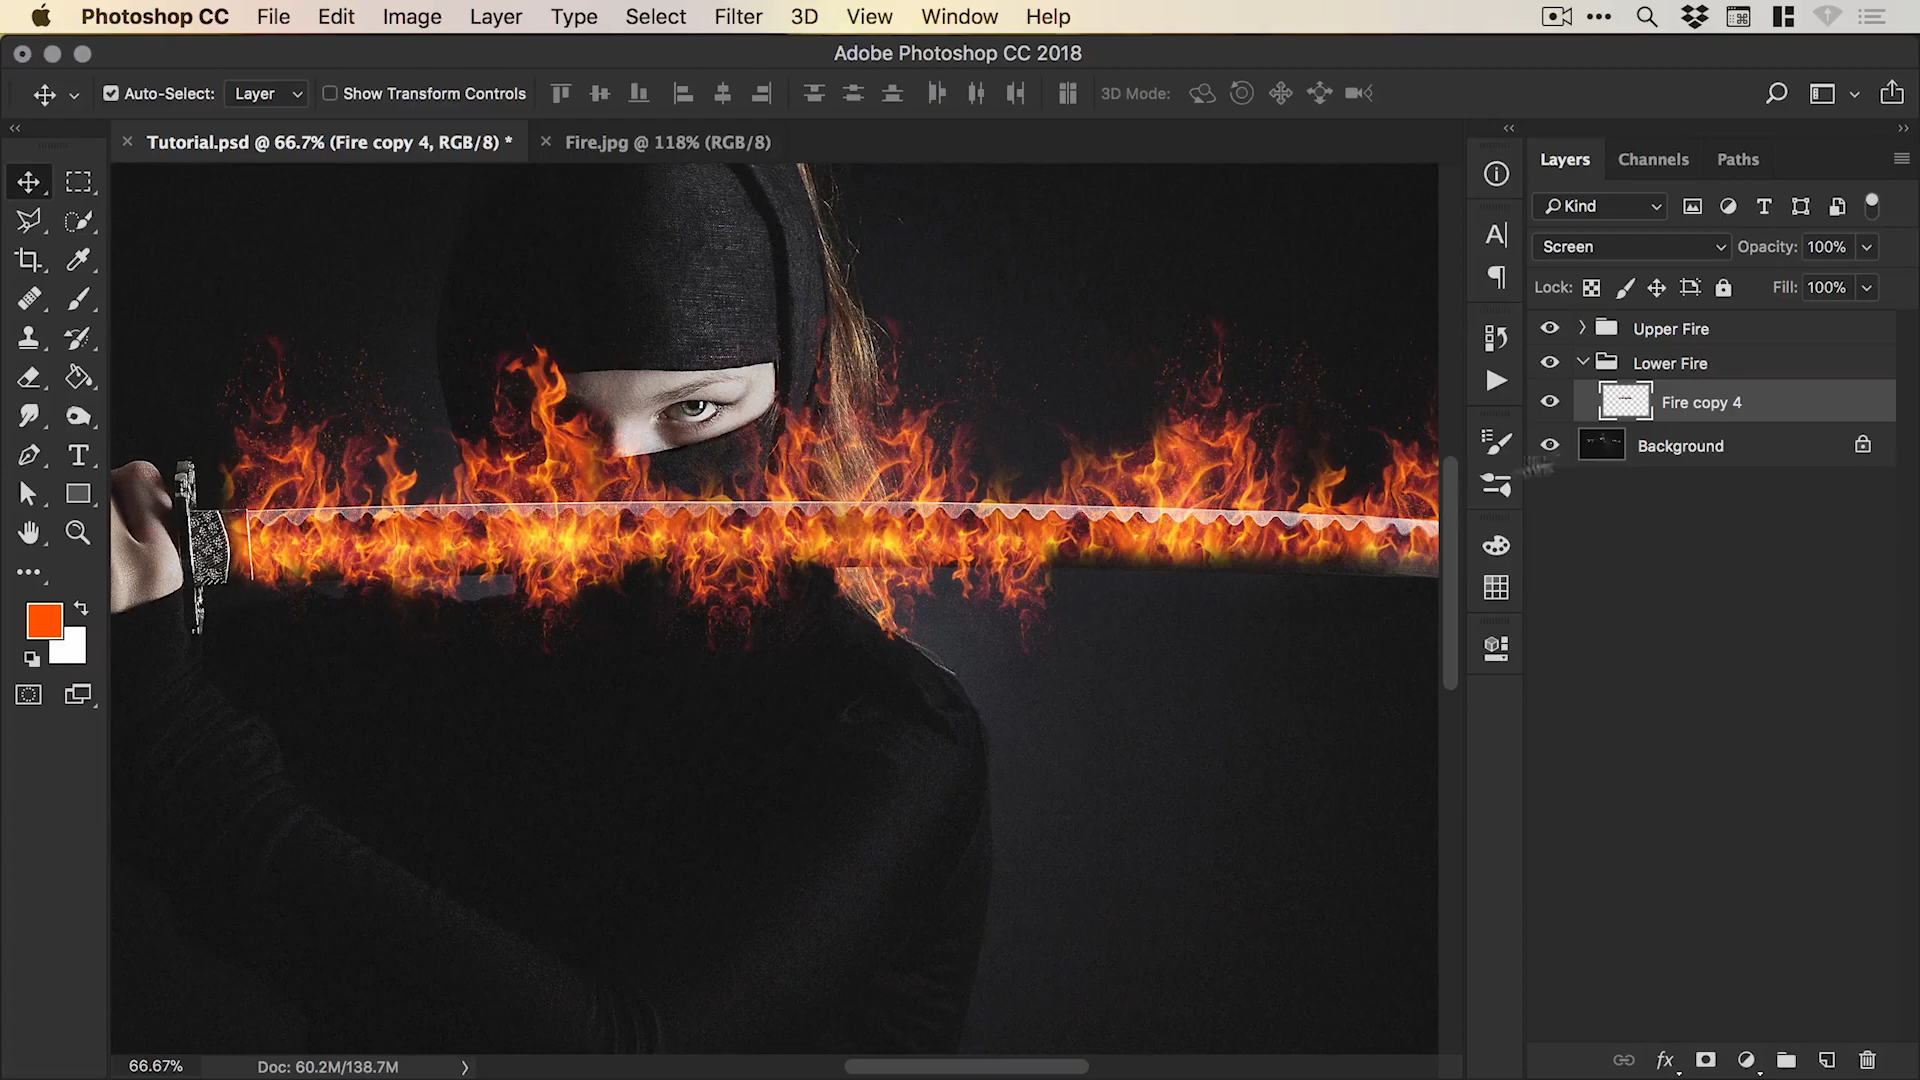 Photoshop CC File Edit Image Layer Type Select Filter 3D View Window Help
Adobe Photoshop CC 2018
Auto-Select: Layer Show Transform Controls 3D Mode:
Tutorial.psd @ 66.7% (Fire copy 4, RGB/8) * Fire.jpg @ 118% (RGB/8)
Layers Channels Paths
Kind
Screen Opacity: 100%
Lock: Fill: 100%
Upper Fire
Lower Fire
Fire copy 4
Background
66.67% Doc: 60.2M/138.7M